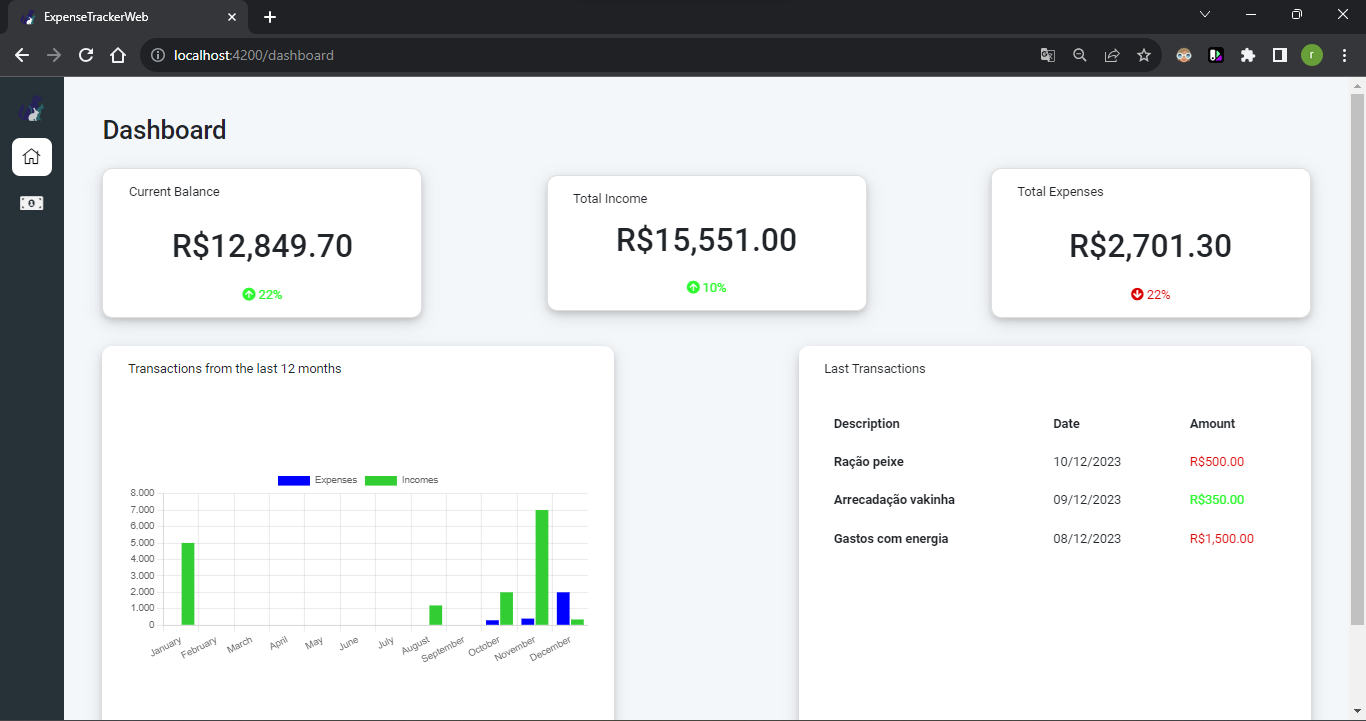 ExpenseTrackerWeb
localhost:4200/dashboard
r
Dashboard
Current Balance
R$12,849.70
22%
Total Income
R$15,551.00
10%
Total Expenses
R$2,701.30
22%
Transactions from the last 12 months
Expenses Incomes
8.000
7.000
6.000
5.000
4.000
3.000
2.000
1.000
0
January February March April May June July August September October November December
Last Transactions
Description Date Amount
Ração peixe 10/12/2023 R$500.00
Arrecadação vakinha 09/12/2023 R$350.00
Gastos com energia 08/12/2023 R$1,500.00